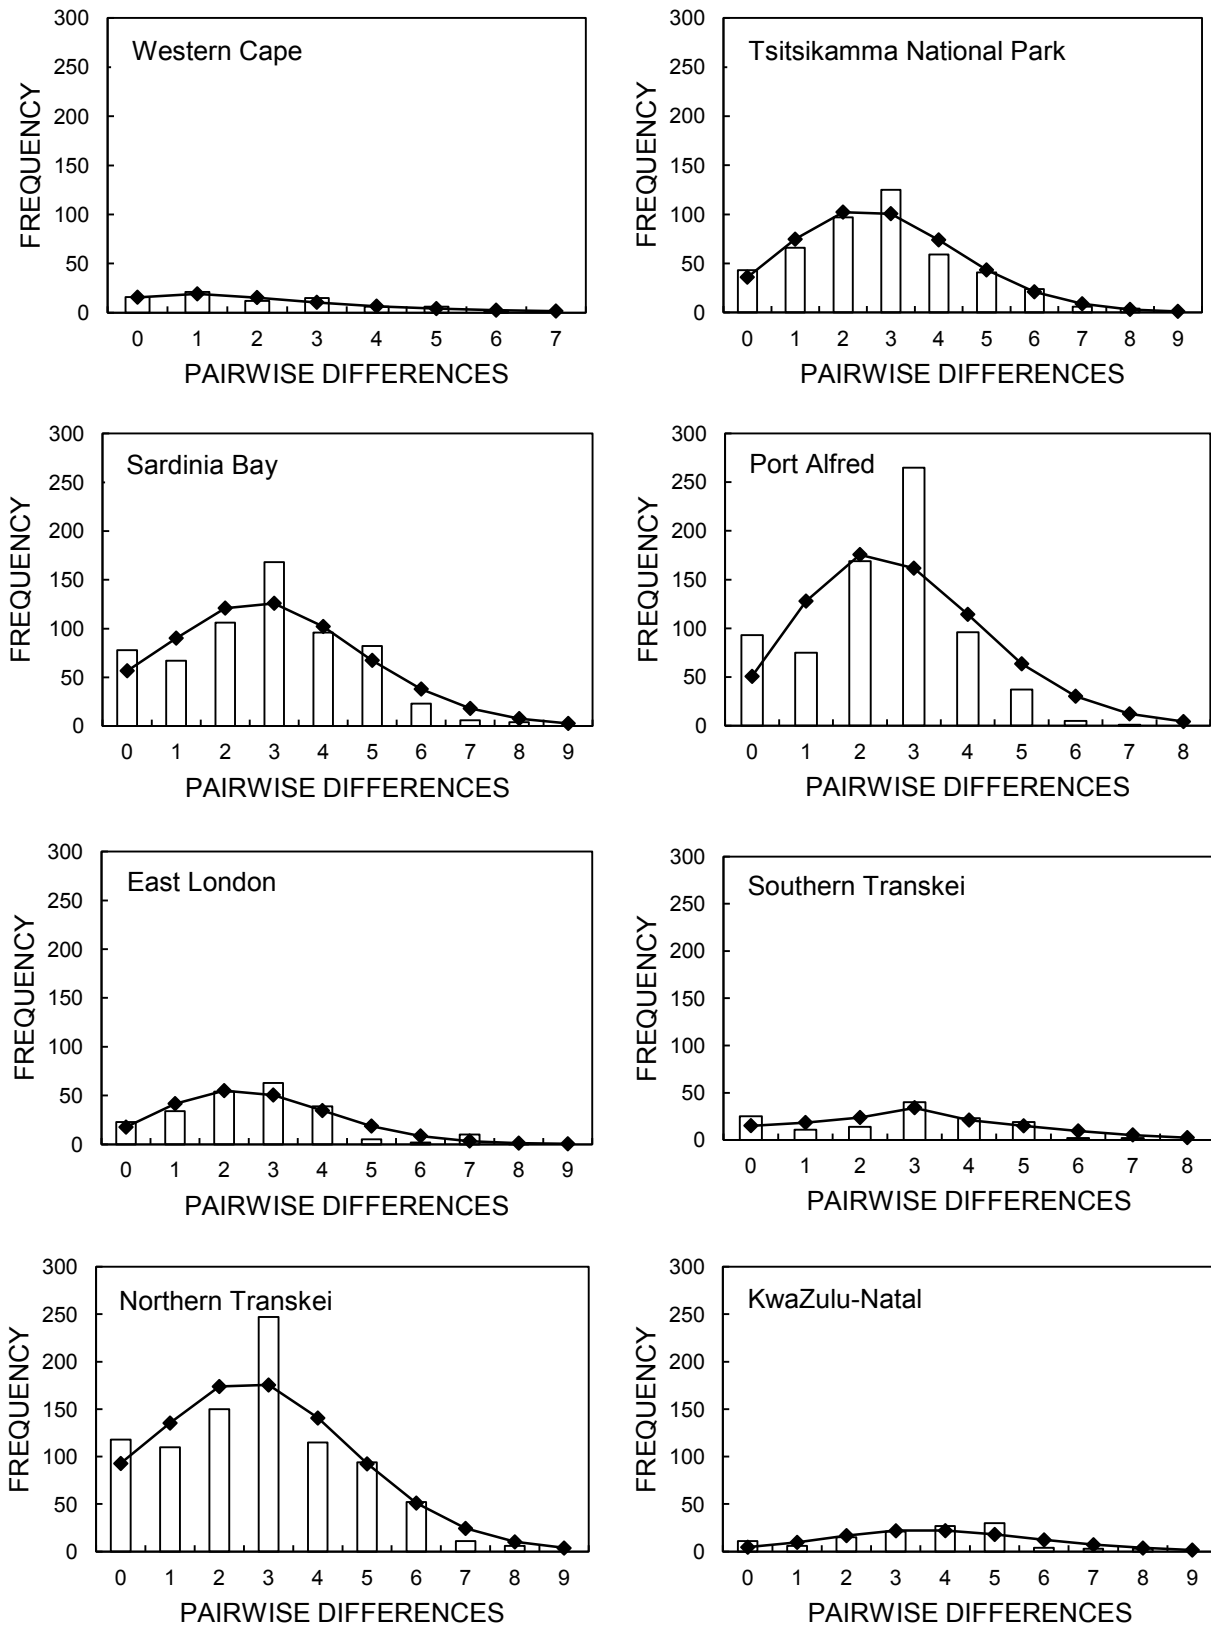 Western Cape
FREQUENCY
300
250
200
150
100
50
0
0 1 2 3 4 5 6 7
PAIRWISE DIFFERENCES
Tsitsikamma National Park
FREQUENCY
300
250
200
150
100
50
0
0 1 2 3 4 5 6 7 8 9
PAIRWISE DIFFERENCES
Sardinia Bay
FREQUENCY
300
250
200
150
100
50
0
0 1 2 3 4 5 6 7 8 9
PAIRWISE DIFFERENCES
Port Alfred
FREQUENCY
300
250
200
150
100
50
0
0 1 2 3 4 5 6 7 8
PAIRWISE DIFFERENCES
East London
FREQUENCY
300
250
200
150
100
50
0
0 1 2 3 4 5 6 7 8 9
PAIRWISE DIFFERENCES
Southern Transkei
FREQUENCY
300
250
200
150
100
50
0
0 1 2 3 4 5 6 7 8
PAIRWISE DIFFERENCES
Northern Transkei
FREQUENCY
300
250
200
150
100
50
0
0 1 2 3 4 5 6 7 8 9
PAIRWISE DIFFERENCES
KwaZulu-Natal
FREQUENCY
300
250
200
150
100
50
0
0 1 2 3 4 5 6 7 8 9
PAIRWISE DIFFERENCES